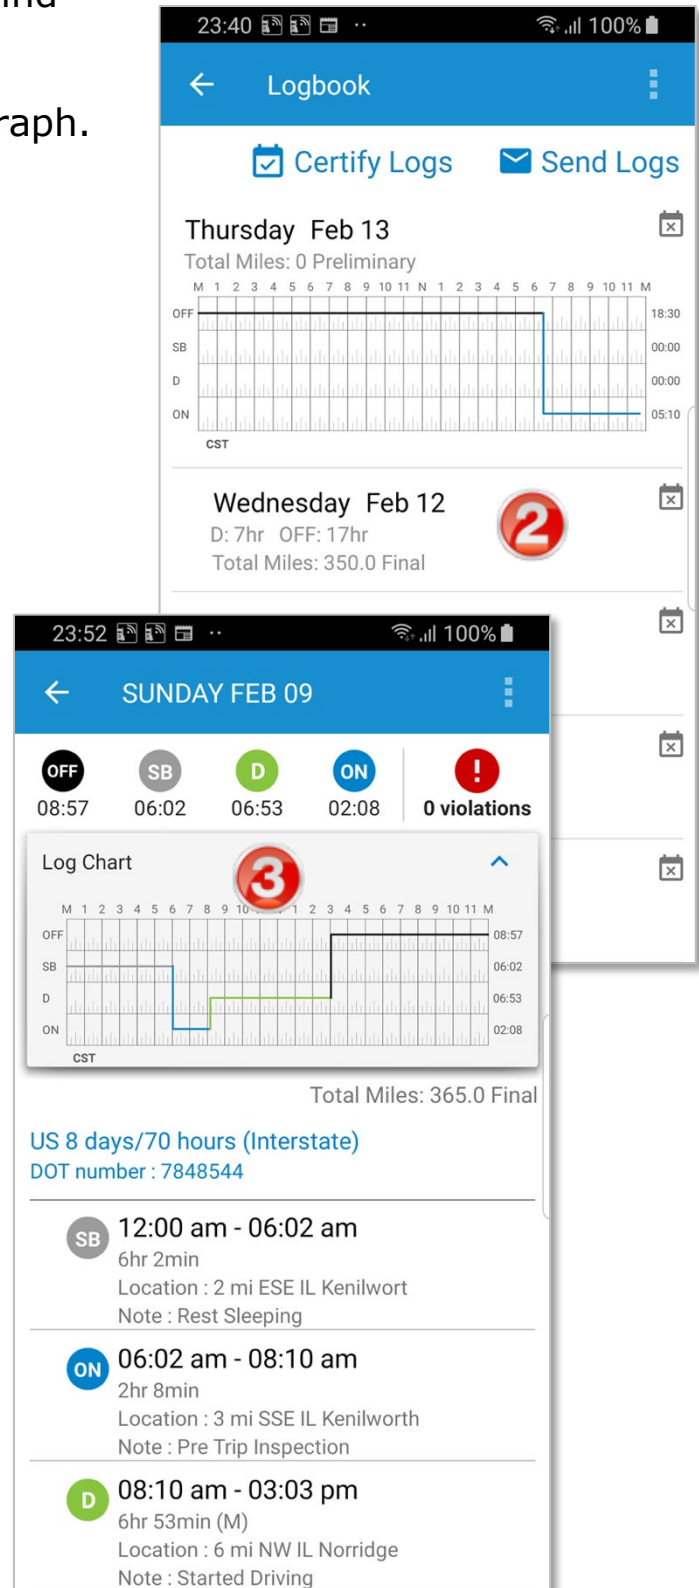 raph.
23:40 100%
Logbook
Certify Logs Send Logs
Thursday Feb 13
Total Miles: 0 Preliminary
M 1 2 3 4 5 6 7 8 9 10 11 N 1 2 3 4 5 6 7 8 9 10 11 M
OFF 18:30
SB 00:00
D 00:00
ON 05:10
CST
Wednesday Feb 12
D: 7hr OFF: 17hr
Total Miles: 350.0 Final
2
23:52 100%
SUNDAY FEB 09
OFF SB D ON !
08:57 06:02 06:53 02:08 0 violations
Log Chart
3
M 1 2 3 4 5 6 7 8 9 10 1 2 3 4 5 6 7 8 9 10 11 M
OFF 08:57
SB 06:02
D 06:53
ON 02:08
CST
Total Miles: 365.0 Final
US 8 days/70 hours (Interstate)
DOT number : 7848544
SB 12:00 am - 06:02 am
6hr 2min
Location : 2 mi ESE IL Kenilwort
Note : Rest Sleeping
ON 06:02 am - 08:10 am
2hr 8min
Location : 3 mi SSE IL Kenilworth
Note : Pre Trip Inspection
D 08:10 am - 03:03 pm
6hr 53min (M)
Location : 6 mi NW IL Norridge
Note : Started Driving